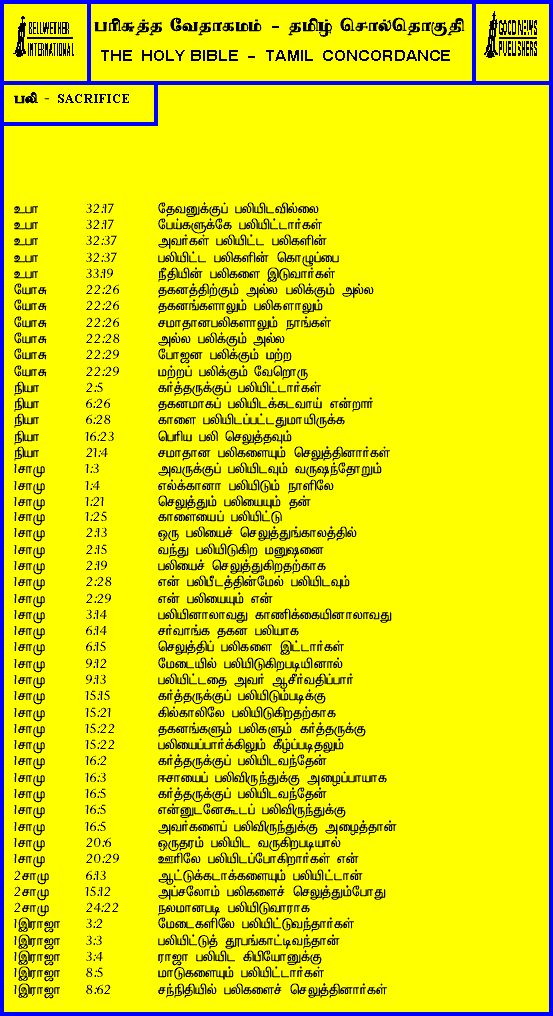 BELLWETHER
INTERNATIONAL
பரிசுத்த வேதாகமம் - தமிழ் சொல்தொகுதி
THE HOLY BIBLE - TAMIL CONCORDANCE
GOOD NEWS
PUBLISHERS
பலி - SACRIFICE
உபா 32:17 தேவனுக்குப் பலியிடவில்லை
உபா 32:17 பேய்களுக்கே பலியிட்டார்கள்
உபா 32:37 அவர்கள் பலியிட்ட பலிகளின்
உபா 32:37 பலியிட்ட பலிகளின் கொழுப்பை
உபா 33:19 நீதியின் பலிகளை இடுவார்கள்
யோசு 22:26 தகனத்திற்கும் அல்ல பலிக்கும் அல்ல
யோசு 22:26 தகனங்களாலும் பலிகளாலும்
யோசு 22:26 சமாதானபலிகளாலும் நாங்கள்
யோசு 22:28 அல்ல பலிக்கும் அல்ல
யோசு 22:29 போஜன பலிக்கும் மற்ற
யோசு 22:29 மற்றப் பலிக்கும் வேறொரு
நியா 2:5 கர்த்தருக்குப் பலியிட்டார்கள்
நியா 6:26 தகனமாகப் பலியிடக்கடவாய் என்றார்
நியா 6:28 காளை பலியிடப்பட்டதுமாயிருக்க
நியா 16:23 பெரிய பலி செலுத்தவும்
நியா 21:4 சமாதான பலிகளையும் செலுத்தினார்கள்
1சாமு 1:3 அவருக்குப் பலியிடவும் வருஷந்தோறும்
1சாமு 1:4 எல்க்கானா பலியிடும் நாளிலே
1சாமு 1:21 செலுத்தும் பலியையும் தன்
1சாமு 1:25 காளையைப் பலியிட்டு
1சாமு 2:13 ஒரு பலியைச் செலுத்துங்காலத்தில்
1சாமு 2:15 வந்து பலியிடுகிற மனுஷனை
1சாமு 2:19 பலியைச் செலுத்துகிறதற்காக
1சாமு 2:28 என் பலிபீடத்தின்மேல் பலியிடவும்
1சாமு 2:29 என் பலியையும் என்
1சாமு 3:14 பலியினாலாவது காணிக்கையினாலாவது
1சாமு 6:14 சர்வாங்க தகன பலியாக
1சாமு 6:15 செலுத்திப் பலிகளை இட்டார்கள்
1சாமு 9:12 மேடையில் பலியிடுகிறபடியினால்
1சாமு 9:13 பலியிட்டதை அவர் ஆசீர்வதிப்பார்
1சாமு 15:15 கர்த்தருக்குப் பலியிடும்படிக்கு
1சாமு 15:21 கில்காலிலே பலியிடுகிறதற்காக
1சாமு 15:22 தகனங்களும் பலிகளும் கர்த்தருக்கு
1சாமு 15:22 பலியைப்பார்க்கிலும் கீழ்ப்படிதலும்
1சாமு 16:2 கர்த்தருக்குப் பலியிடவந்தேன்
1சாமு 16:3 ஈசாயைப் பலிவிருந்துக்கு அழைப்பாயாக
1சாமு 16:5 கர்த்தருக்குப் பலியிடவந்தேன்
1சாமு 16:5 என்னுடனேகூடப் பலிவிருந்துக்கு
1சாமு 16:5 அவர்களைப் பலிவிருந்துக்கு அழைத்தான்
1சாமு 20:6 ஒருதரம் பலியிட வருகிறபடியால்
1சாமு 20:29 ஊரிலே பலியிடப்போகிறார்கள் என்
2சாமு 6:13 ஆட்டுக்கடாக்களையும் பலியிட்டான்
2சாமு 15:12 அப்சலோம் பலிகளைச் செலுத்தும்போது
2சாமு 24:22 நலமானபடி பலியிடுவாராக
1இராஜா 3:2 மேடைகளிலே பலியிட்டுவந்தார்கள்
1இராஜா 3:3 பலியிட்டுத் தூபங்காட்டிவந்தான்
1இராஜா 3:4 ராஜா பலியிட கிபியோனுக்கு
1இராஜா 8:5 மாடுகளையும் பலியிட்டார்கள்
1இராஜா 8:62 சந்நிதியில் பலிகளைச் செலுத்தினார்கள்